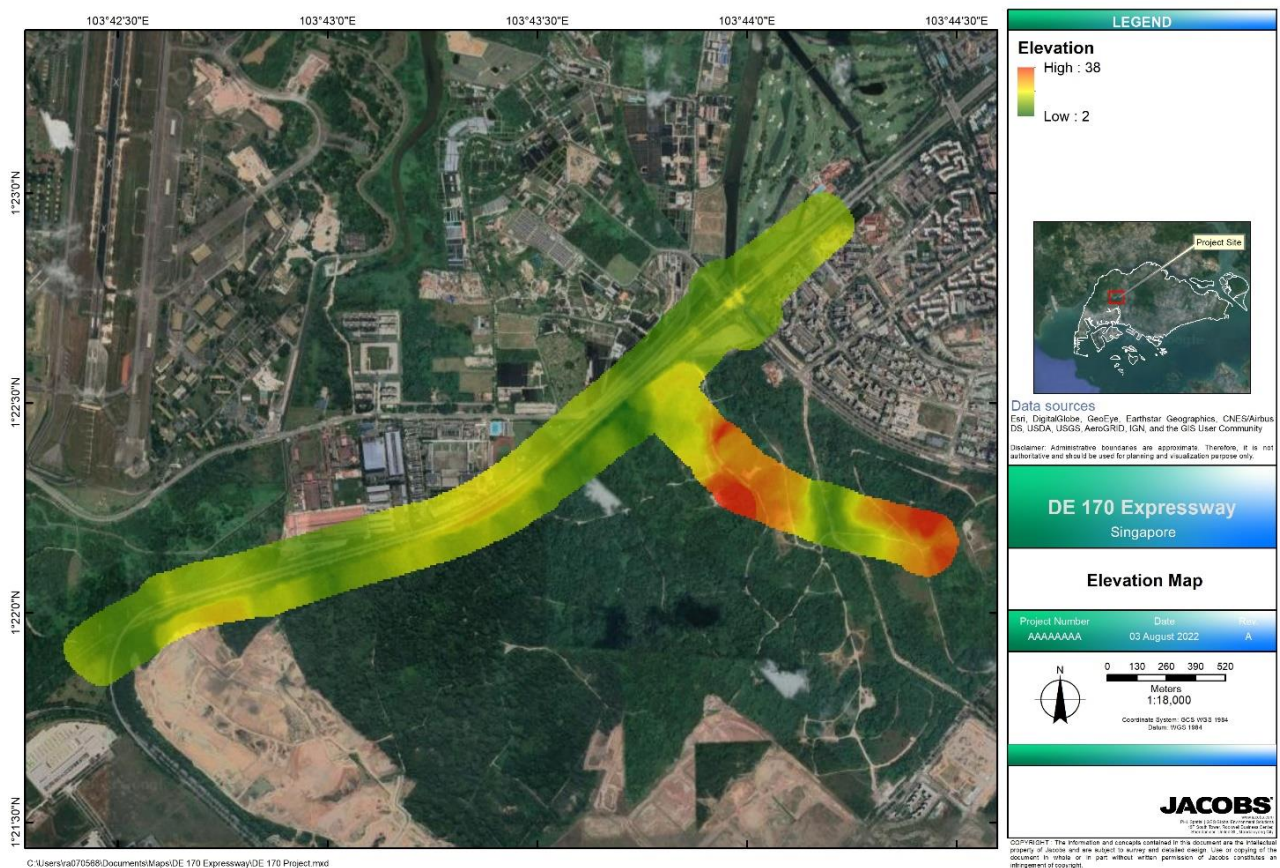 103°42'30"E 103°43'0"E 103°43'30"E 103°44'0"E 103°44'30"E
1°23'0"N
1°22'30"N
1°22'0"N
1°21'30"N
C:\Users\ra070568\Documents\Maps\DE 170 Expressway\DE 170 Project.mxd
LEGEND
Elevation
High : 38
Low : 2
Project Site
Data sources
Esri, DigitalGlobe, GeoEye, Earthstar Geographics, CNES/Airbus
DS, USDA, USGS, AeroGRID, IGN, and the GIS User Community
Disclaimer: Administrative boundaries are approximate. Therefore, it is not
authoritative and should be used for planning and visualization purpose only.
DE 170 Expressway
Singapore
Elevation Map
Project Number Date Rev.
AAAAAAAA 03 August 2022 A
N
0 130 260 390 520
Meters
1:18,000
Coordinate System: GCS WGS 1984
Datum: WGS 1984
JACOBS
COPYRIGHT : The information and concepts contained in this document are the intellectual
property of Jacobs and are subject to survey and detailed design. Use or copying of the
document in whole or in part without written permission of Jacobs constitutes an
infringement of copyright.